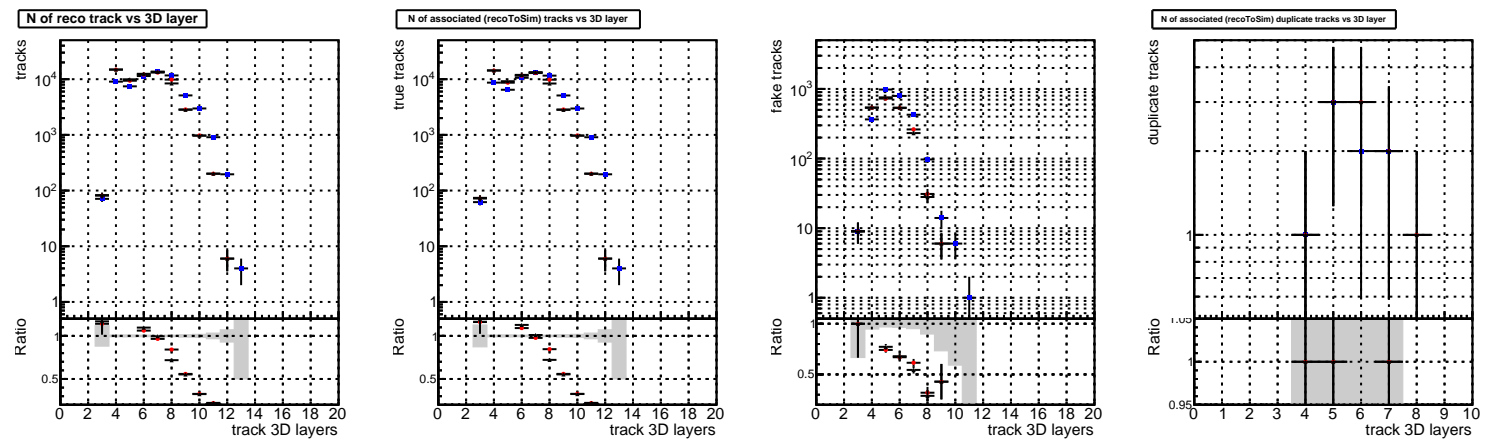 N of reco track vs 3D layer
tracks
10^4
10^3
10^2
10
1
Ratio
1
0.5
0 2 4 6 8 10 12 14 16 18 20
track 3D layers
N of associated (recoToSim) tracks vs 3D layer
true tracks
10^4
10^3
10^2
10
1
Ratio
1
0.5
0 2 4 6 8 10 12 14 16 18 20
track 3D layers
fake tracks
10^3
10^2
10
1
Ratio
1
0.5
0 2 4 6 8 10 12 14 16 18 20
track 3D layers
N of associated (recoToSim) duplicate tracks vs 3D layer
duplicate tracks
1
Ratio
1.05
1
0.95
0 1 2 3 4 5 6 7 8 9 10
track 3D layers